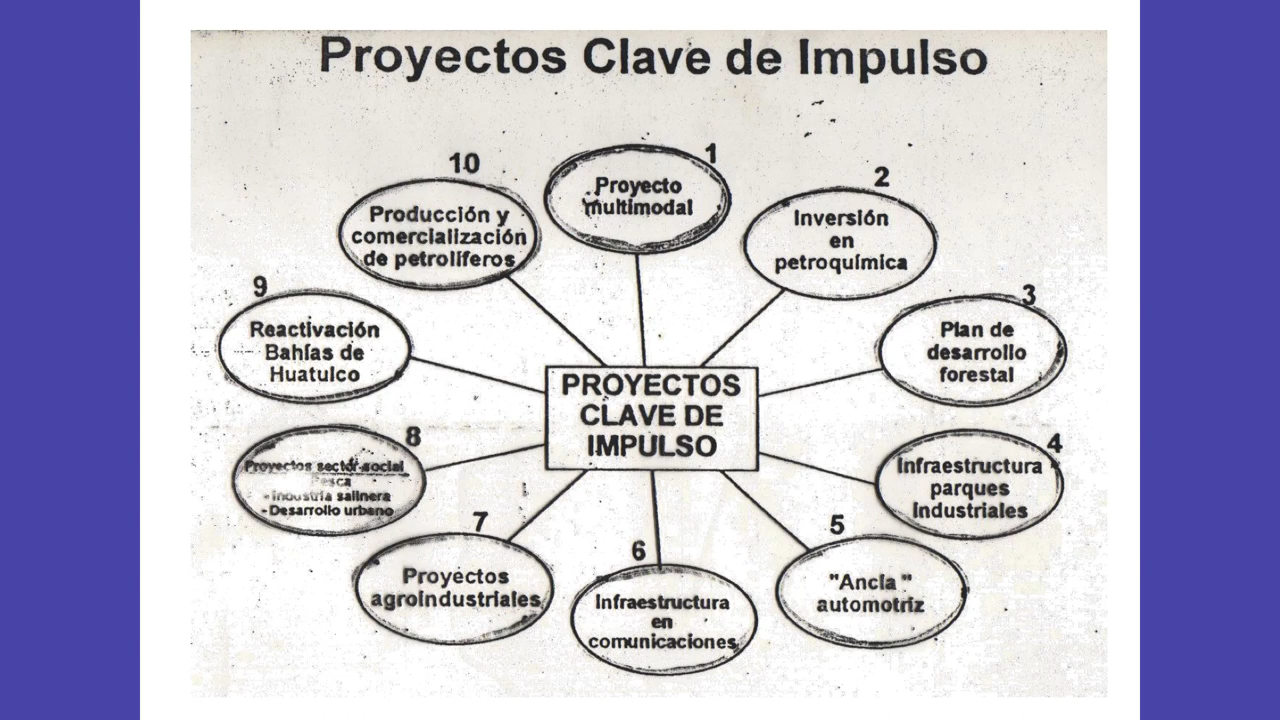 Proyectos Clave de Impulso
1
Proyecto
multimodal
2
Inversión
en
petroquímica
3
Plan de
desarrollo
forestal
4
Infraestructura
parques
industriales
5
"Ancla"
automotriz
6
Infraestructura
en
comunicaciones
7
Proyectos
agroindustriales
8
Proyectos sector social
Pesca
-Industria salinera
-Desarrollo urbano
9
Reactivación
Bahías de
Huatulco
10
Producción y
comercialización
de petrolíferos
PROYECTOS
CLAVE DE
IMPULSO